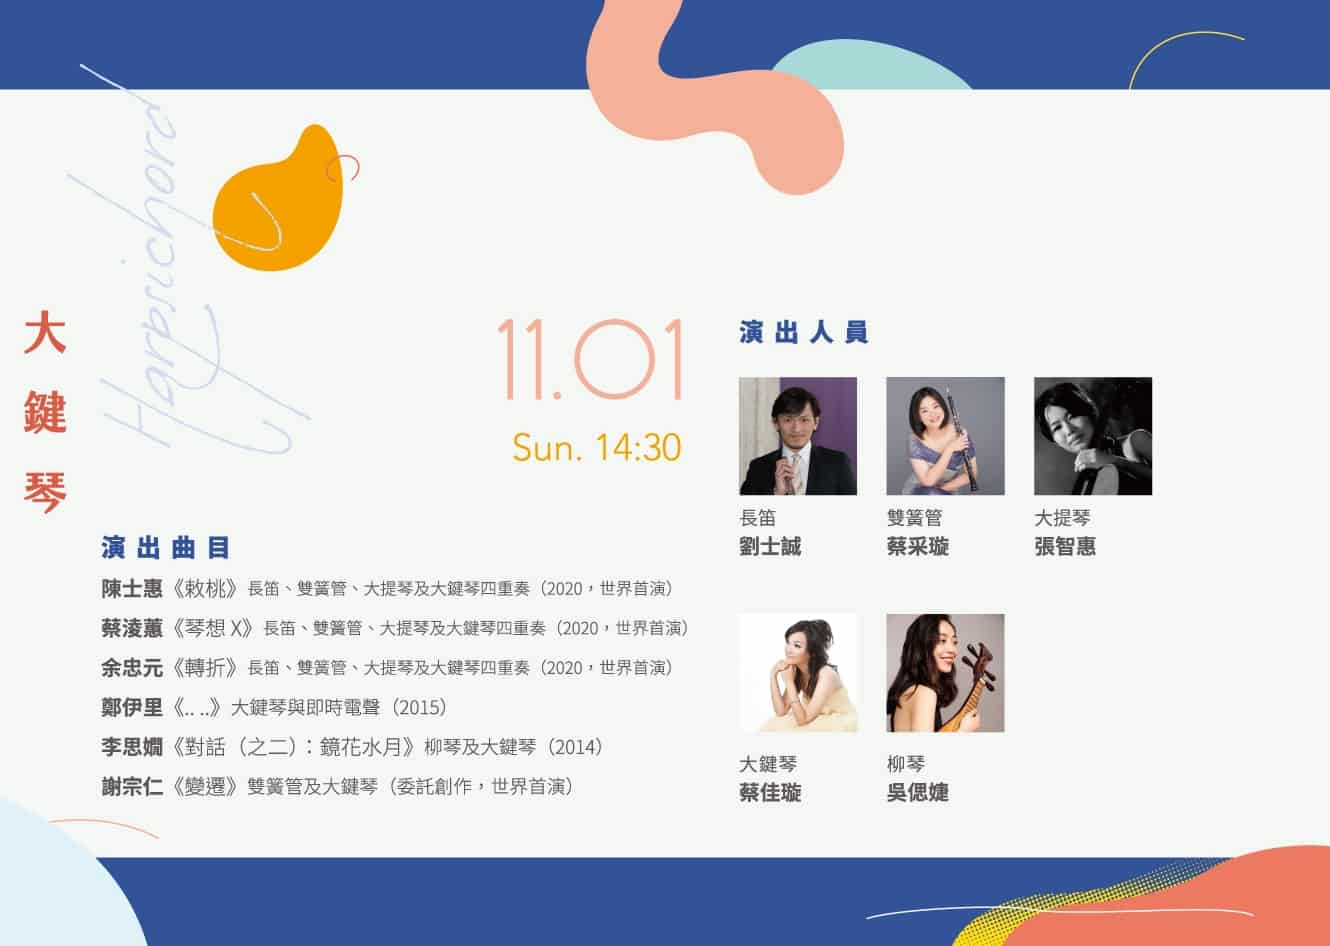 Harpsichord
大鍵琴
11.01
Sun. 14:30
演出曲目
陳士惠《敕桃》長笛、雙簧管、大提琴及大鍵琴四重奏（2020，世界首演）
蔡淩蕙《琴想 X》長笛、雙簧管、大提琴及大鍵琴四重奏（2020，世界首演）
余忠元《轉折》長笛、雙簧管、大提琴及大鍵琴四重奏（2020，世界首演）
鄭伊里《.. ..》大鍵琴與即時電聲（2015）
李思嫺《對話（之二）：鏡花水月》柳琴及大鍵琴（2014）
謝宗仁《變遷》雙簧管及大鍵琴（委託創作，世界首演）
演出人員
長笛
劉士誠
雙簧管
蔡采璇
大提琴
張智惠
大鍵琴
蔡佳璇
柳琴
吳偲婕